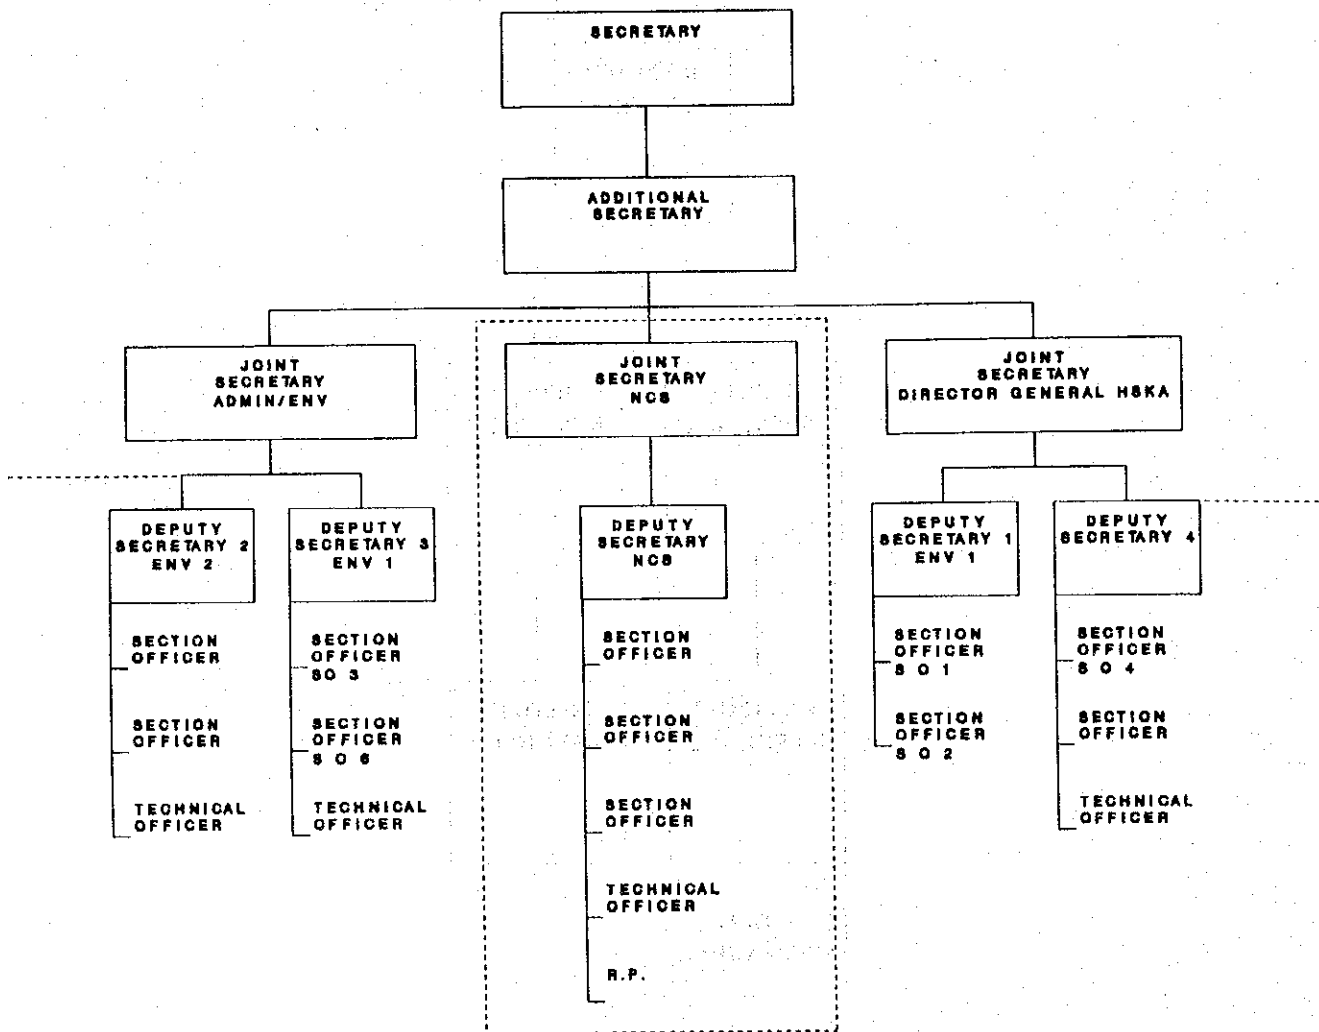 SECRETARY
ADDITIONAL
SECRETARY
JOINT
SECRETARY
ADMIN/ENV
JOINT
SECRETARY
NCS
JOINT
SECRETARY
DIRECTOR GENERAL HSKA
DEPUTY
SECRETARY 2
ENV 2
DEPUTY
SECRETARY 3
ENV 1
DEPUTY
SECRETARY
NCS
DEPUTY
SECRETARY 1
ENV 1
DEPUTY
SECRETARY 4
SECTION
OFFICER
SECTION
OFFICER
TECHNICAL
OFFICER
SECTION
OFFICER
SO 3
SECTION
OFFICER
S O 6
TECHNICAL
OFFICER
SECTION
OFFICER
SECTION
OFFICER
SECTION
OFFICER
TECHNICAL
OFFICER
R.P.
SECTION
OFFICER
S O 1
SECTION
OFFICER
SO 2
SECTION
OFFICER
S O 4
SECTION
OFFICER
TECHNICAL
OFFICER